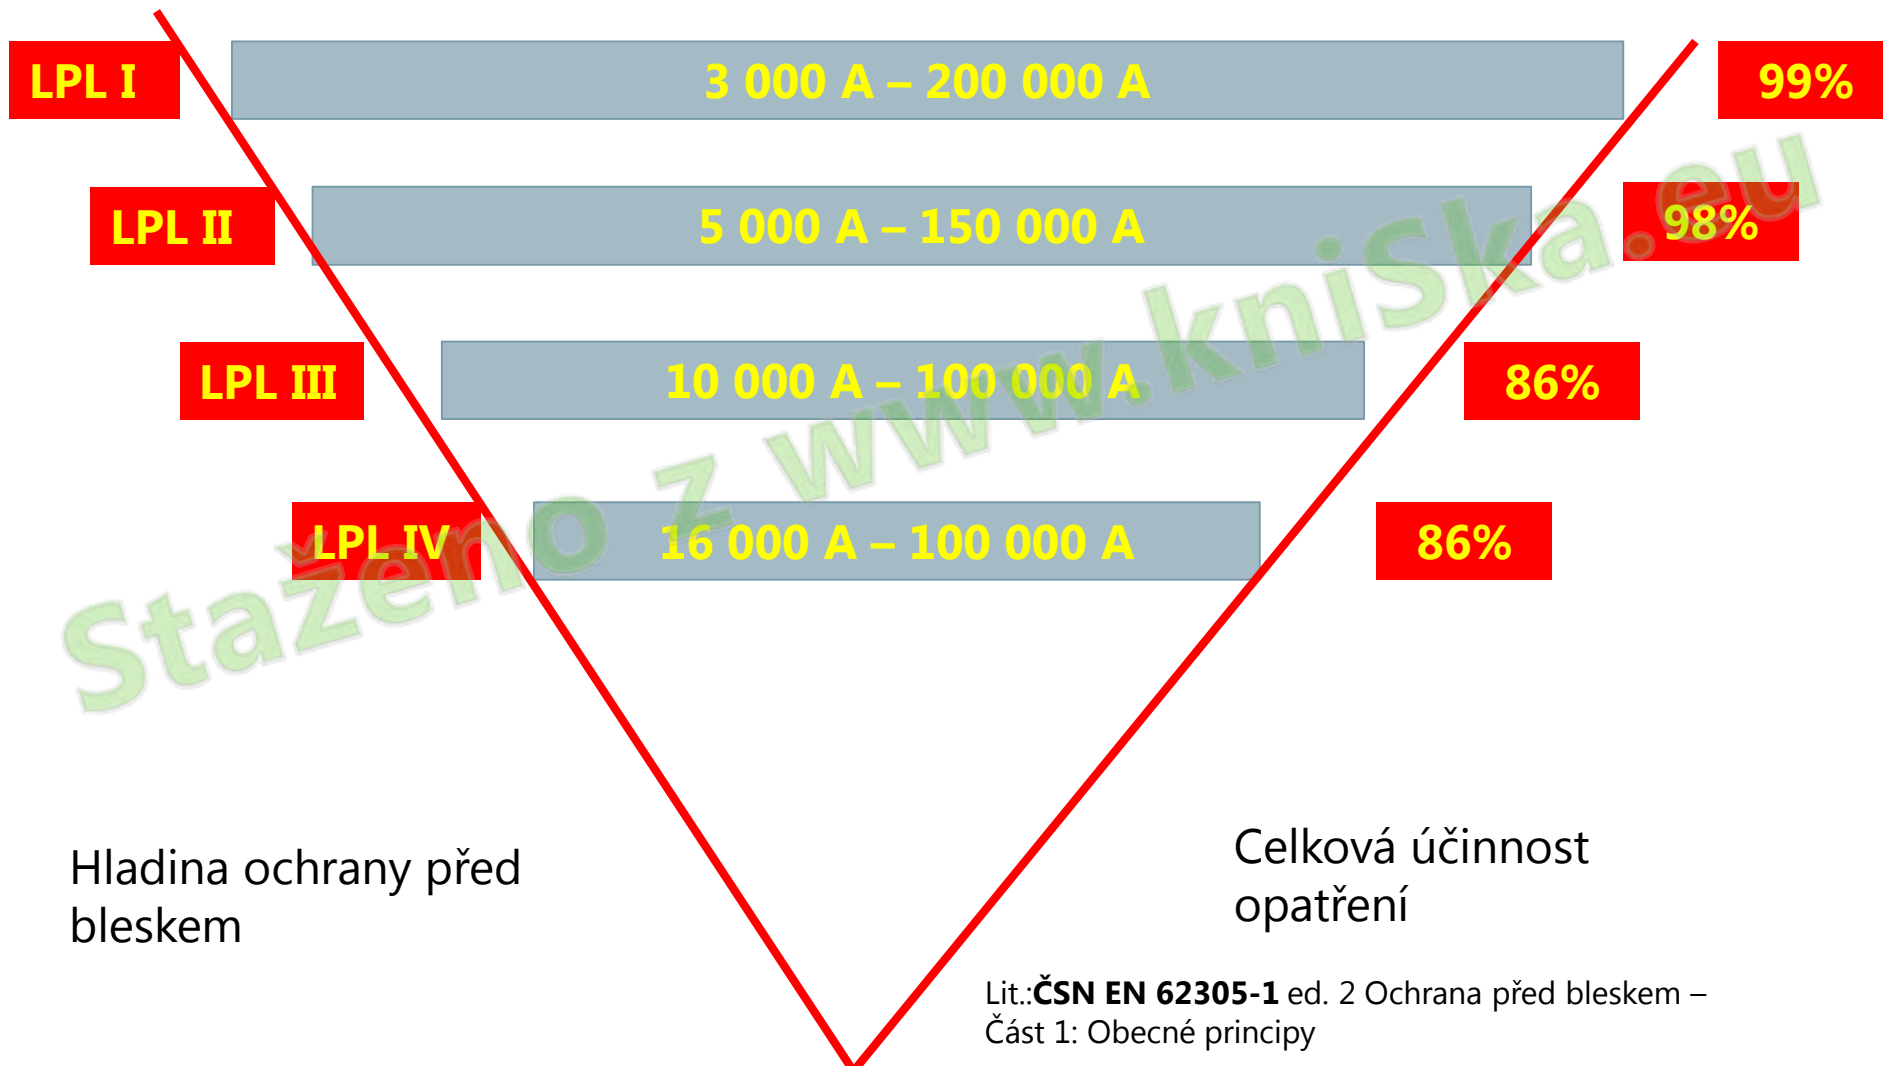 LPL I 3 000 A – 200 000 A 99%
LPL II 5 000 A – 150 000 A 98%
LPL III 10 000 A – 100 000 A 86%
LPL IV 16 000 A – 100 000 A 86%
Staženo z www.kniSka.eu
Hladina ochrany před
bleskem
Celková účinnost
opatření
Lit.:ČSN EN 62305-1 ed. 2 Ochrana před bleskem –
Část 1: Obecné principy